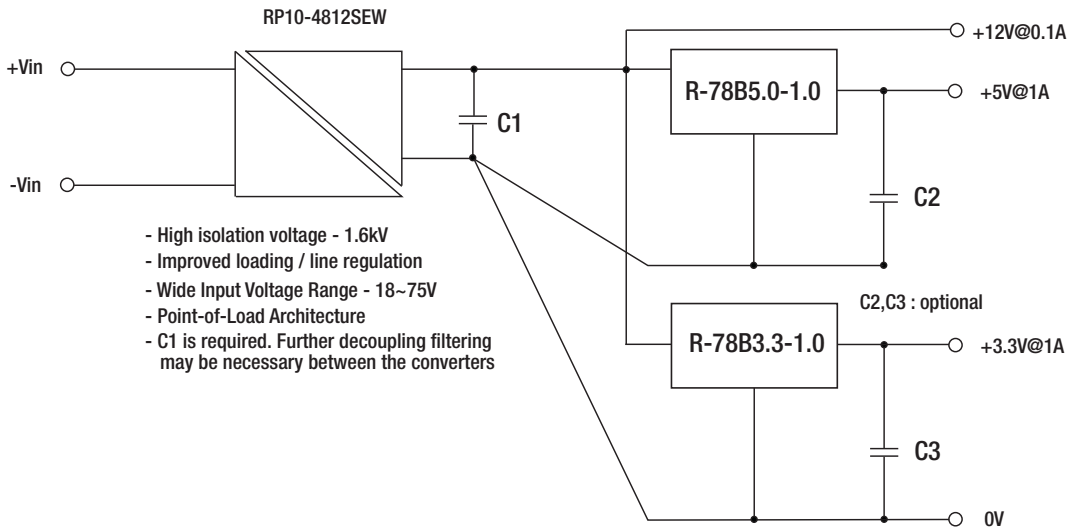 RP10-4812SEW
+Vin
-Vin
C1
R-78B5.0-1.0
+12V@0.1A
+5V@1A
C2
- High isolation voltage - 1.6kV
- Improved loading / line regulation
- Wide Input Voltage Range - 18~75V
- Point-of-Load Architecture
- C1 is required. Further decoupling filtering
may be necessary between the converters
C2,C3 : optional
R-78B3.3-1.0
+3.3V@1A
C3
0V